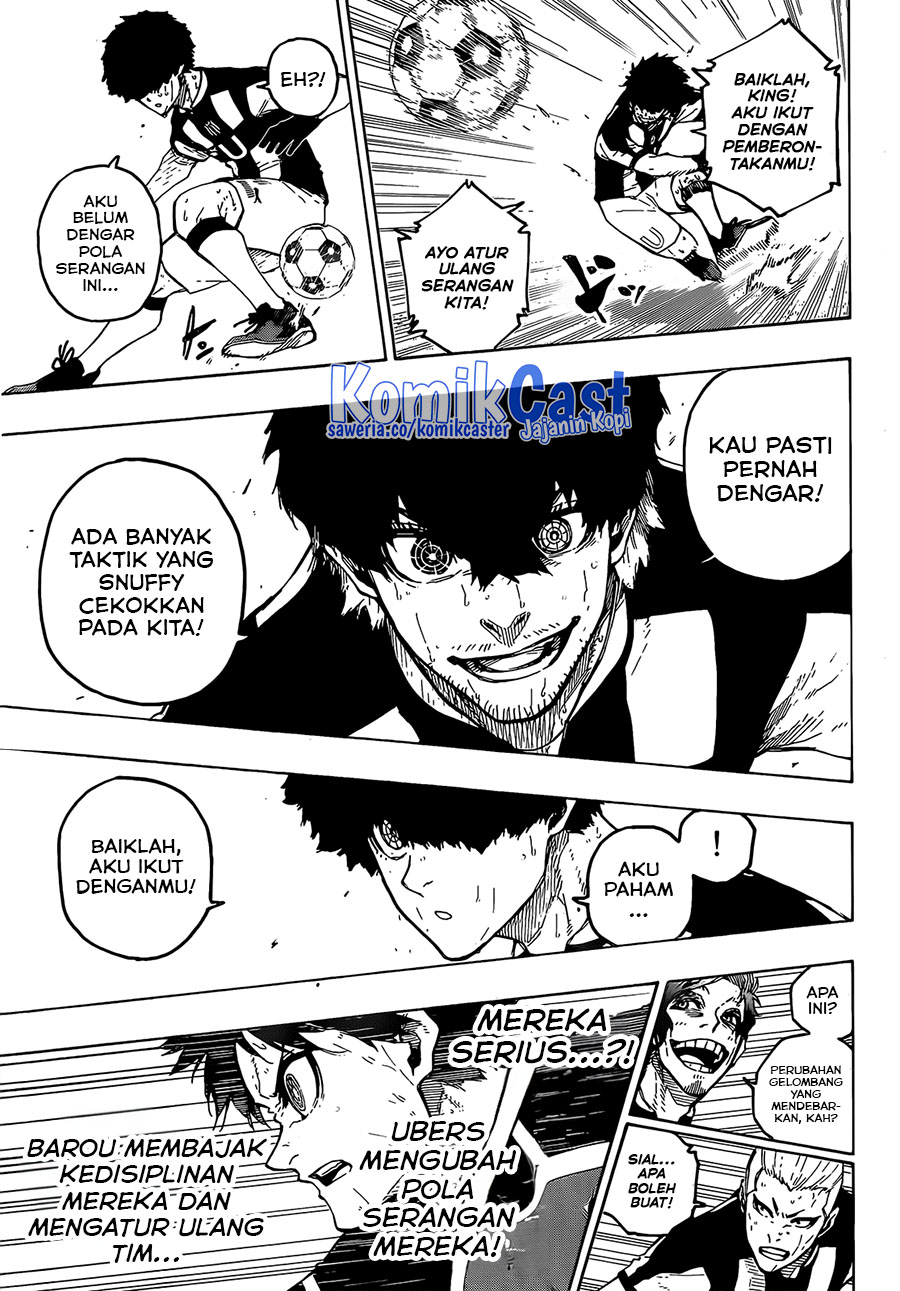 BAIKLAH,
KING!
AKU IKUT
DENGAN
PEMBERON-
TAKANMU!
AYO ATUR
ULANG
SERANGAN
KITA!
ドッ
EH?!
AKU
BELUM
DENGAR
POLA
SERANGAN
INI...
KomikCast
saweria.co/komikcaster Jajanin Kopi
KAU PASTI
PERNAH
DENGAR!
ADA BANYAK
TAKTIK YANG
SNUFFY
CEKOKKAN
PADA KITA!
!
AKU
PAHAM
...
BAIKLAH,
AKU IKUT
DENGANMU!
APA
INI?
PERUBAHAN
GELOMBANG
YANG
MENDEBAR-
KAN, KAH?
SIAL...
APA
BOLEH
BUAT!
MEREKA
SERIUS...?!
UBERS
MENGUBAH
POLA
SERANGAN
MEREKA!
BAROU MEMBAJAK
KEDISIPLINAN
MEREKA DAN
MENGATUR ULANG
TIM...